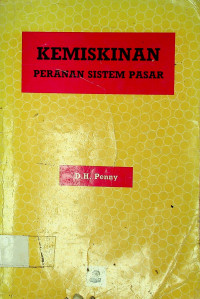 KEMISKINAN
PERANAN SISTEM PASAR
D.H. Penny